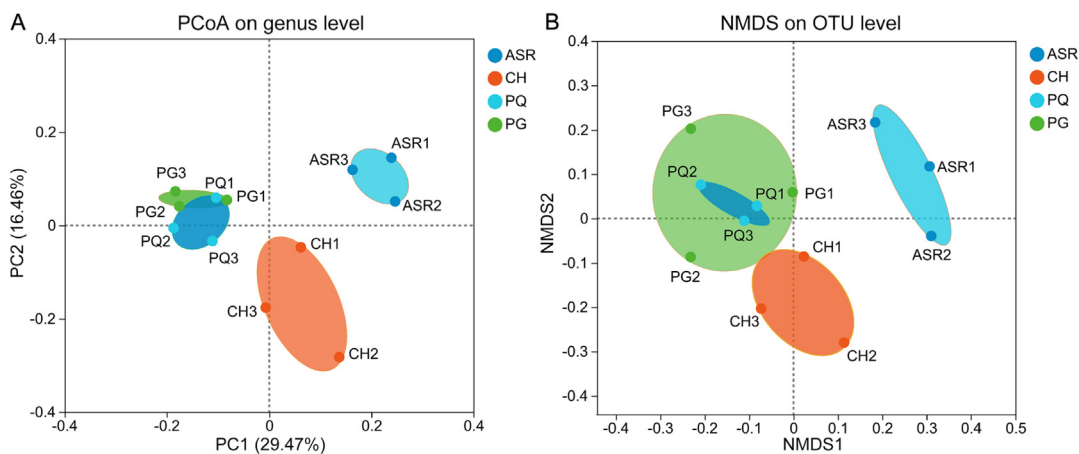 A
PCoA on genus level
0.4
0.2
0
-0.2
-0.4
-0.4
-0.2
0
0.2
0.4
PC2 (16.46%)
PC1 (29.47%)
ASR
CH
PQ
PG
ASR1
ASR3
ASR2
PG3
PQ1
PG1
PG2
PQ2
PQ3
CH1
CH3
CH2
B
NMDS on OTU level
0.4
0.3
0.2
0.1
0
-0.1
-0.2
-0.3
-0.4
-0.4
-0.3
-0.2
-0.1
0
0.1
0.2
0.3
0.4
0.5
NMDS2
NMDS1
ASR
CH
PQ
PG
PG3
ASR3
ASR1
PQ2
PQ1
PG1
PQ3
ASR2
PG2
CH1
CH3
CH2